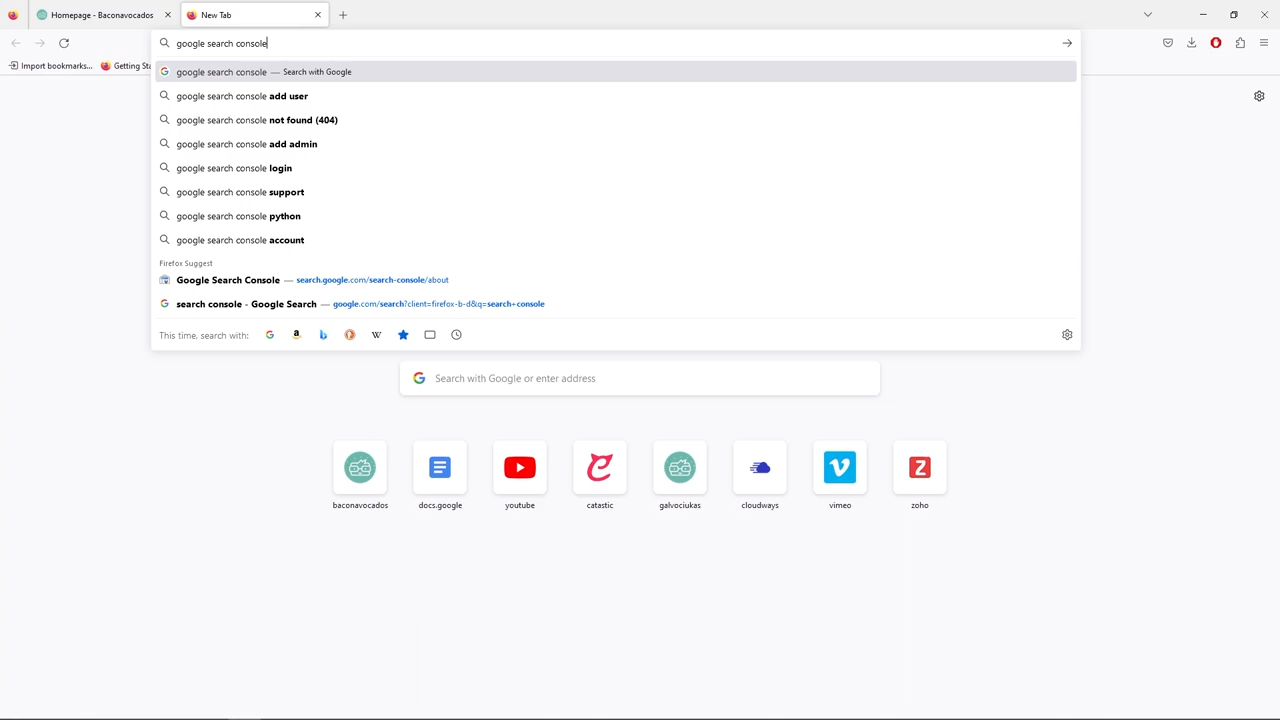 Homepage - Baconavocados
New Tab
google search console
Import bookmarks...
Getting Sta
google search console — Search with Google
google search console add user
google search console not found (404)
google search console add admin
google search console login
google search console support
google search console python
google search console account
Firefox Suggest
Google Search Console — search.google.com/search-console/about
search console - Google Search — google.com/search?client=firefox-b-d&q=search+console
This time, search with:
Search with Google or enter address
baconavocados
docs.google
youtube
catastic
galvociukas
cloudways
vimeo
zoho